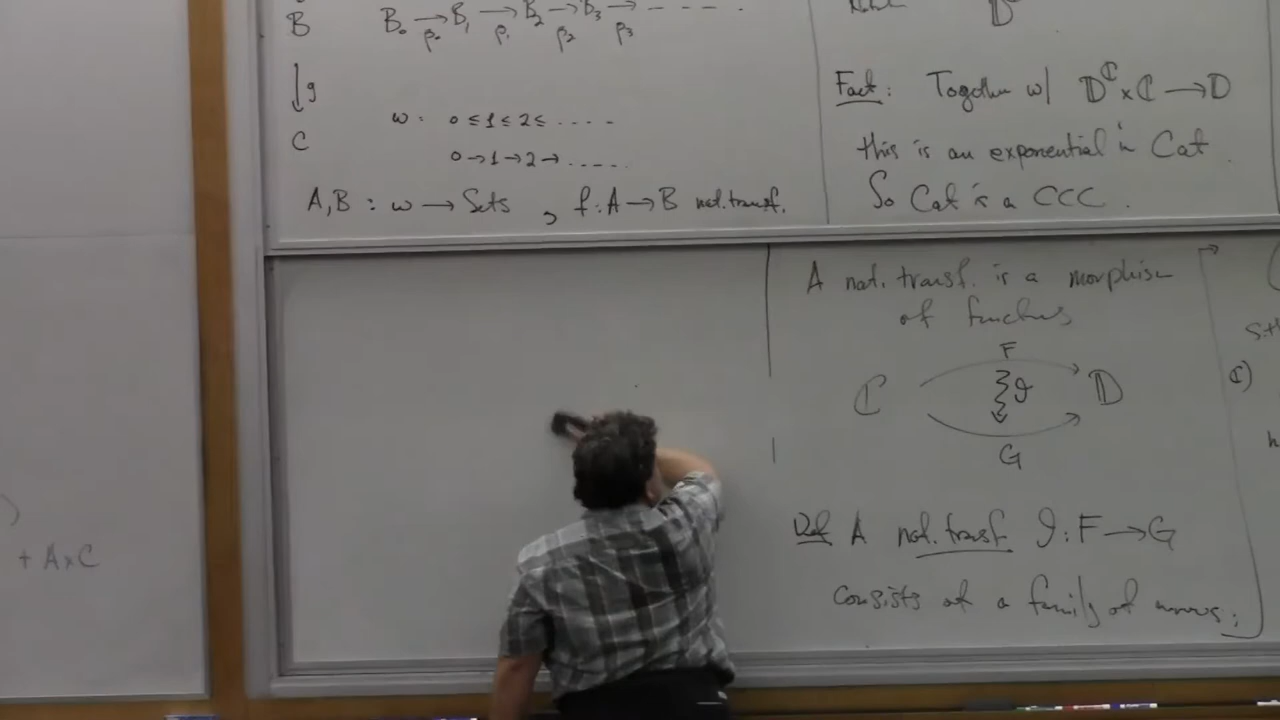 B B₀ → B₁ → B₂ → B₃ → - - - - .
β₀ β₁ β₂ β₃
↓ g
C
ω : 0 ≤ 1 ≤ 2 ≤ . . . .
0 → 1 → 2 → . . . . .
A, B : ω → Sets , f : A → B nat. transf.
𝔻
Fact : Together w/ 𝔻^ℂ × ℂ → 𝔻
this is an exponential in Cat .
So Cat is a CCC .
A nat. transf. is a morphism
of functors
F
ℂ ϑ 𝔻
G
Def A nat. transf ϑ : F → G
consists of a family of arrows :
+ A×C